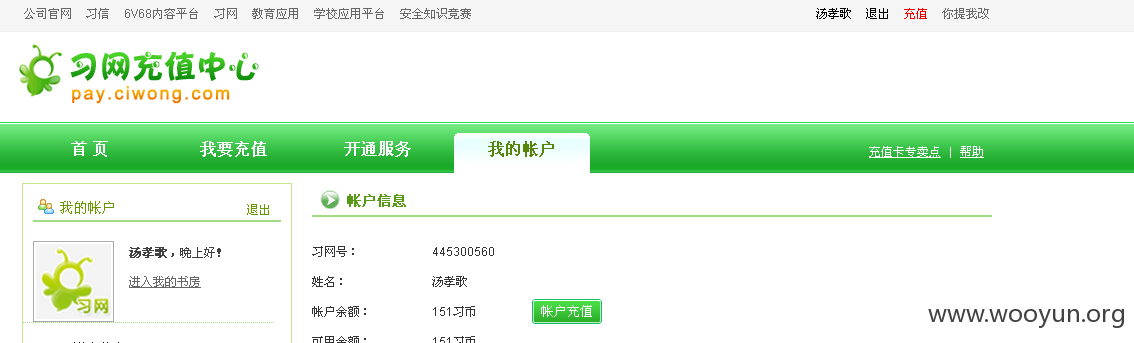 公司官网 习信 6V68内容平台 习网 教育应用 学校应用平台 安全知识竞赛 汤孝歌 退出 充值 你提我改
习网充值中心
pay.ciwong.com
首 页 我要充值 开通服务 我的帐户 充值卡专卖点 | 帮助
我的帐户 退出
汤孝歌，晚上好！
进入我的书房
习网
帐户信息
习网号： 445300560
姓名： 汤孝歌
帐户余额： 151习币 帐户充值
可用余额： 151习币
www.wooyun.org